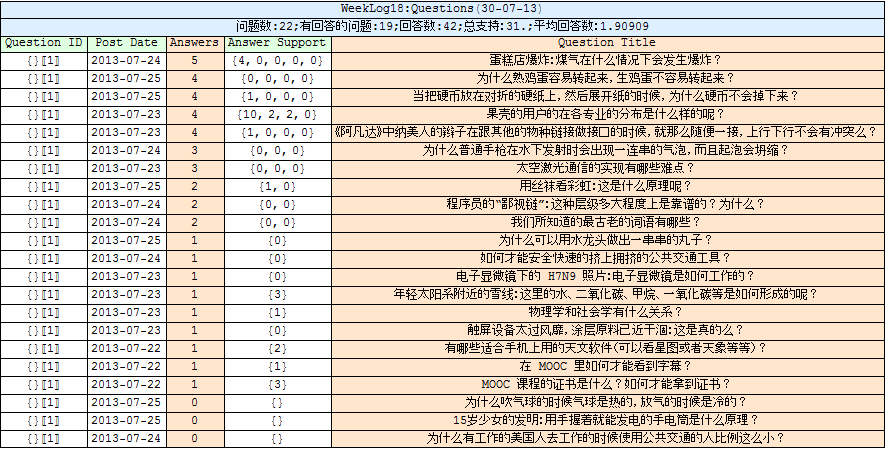 WeekLog18:Questions(30-07-13)
问题数:22;有回答的问题:19;回答数:42;总支持:31.;平均回答数:1.90909
Question ID Post Date Answers Answer Support Question Title
{}〚1〛 2013-07-24 5 {4, 0, 0, 0, 0} 蛋糕店爆炸:煤气在什么情况下会发生爆炸？
{}〚1〛 2013-07-25 4 {0, 0, 0, 0} 为什么熟鸡蛋容易转起来，生鸡蛋不容易转起来？
{}〚1〛 2013-07-25 4 {1, 0, 0, 0} 当把硬币放在对折的硬纸上，然后展开纸的时候，为什么硬币不会掉下来？
{}〚1〛 2013-07-23 4 {10, 2, 2, 0} 果壳的用户的在各专业的分布是什么样的呢？
{}〚1〛 2013-07-23 4 {1, 0, 0, 0} 《阿凡达》中纳美人的辫子在跟其他的物种链接做接口的时候，就那么随便一接，上行下行不会有冲突么？
{}〚1〛 2013-07-24 3 {0, 0, 0} 为什么普通手枪在水下发射时会出现一连串的气泡，而且起泡会坍缩？
{}〚1〛 2013-07-23 3 {0, 0, 0} 太空激光通信的实现有哪些难点？
{}〚1〛 2013-07-25 2 {1, 0} 用丝袜看彩虹:这是什么原理呢？
{}〚1〛 2013-07-24 2 {0, 0} 程序员的“鄙视链”:这种层级多大程度上是靠谱的？为什么？
{}〚1〛 2013-07-24 2 {0, 0} 我们所知道的最古老的词语有哪些？
{}〚1〛 2013-07-25 1 {0} 为什么可以用水龙头做出一串串的丸子？
{}〚1〛 2013-07-24 1 {0} 如何才能安全快速的挤上拥挤的公共交通工具？
{}〚1〛 2013-07-23 1 {0} 电子显微镜下的 H7N9 照片:电子显微镜是如何工作的？
{}〚1〛 2013-07-23 1 {3} 年轻太阳系附近的雪线:这里的水、二氧化碳、甲烷、一氧化碳等是如何形成的呢？
{}〚1〛 2013-07-23 1 {1} 物理学和社会学有什么关系？
{}〚1〛 2013-07-23 1 {0} 触屏设备太过风靡，涂层原料已近干涸:这是真的么？
{}〚1〛 2013-07-22 1 {2} 有哪些适合手机上用的天文软件(可以看星图或者天象等等)？
{}〚1〛 2013-07-22 1 {1} 在 MOOC 里如何才能看到字幕？
{}〚1〛 2013-07-22 1 {3} MOOC 课程的证书是什么？如何才能拿到证书？
{}〚1〛 2013-07-25 0 {} 为什么吹气球的时候气球是热的，放气的时候是冷的？
{}〚1〛 2013-07-25 0 {} 15岁少女的发明:用手握着就能发电的手电筒是什么原理？
{}〚1〛 2013-07-24 0 {} 为什么有工作的美国人去工作的时候使用公共交通的人比例这么小？